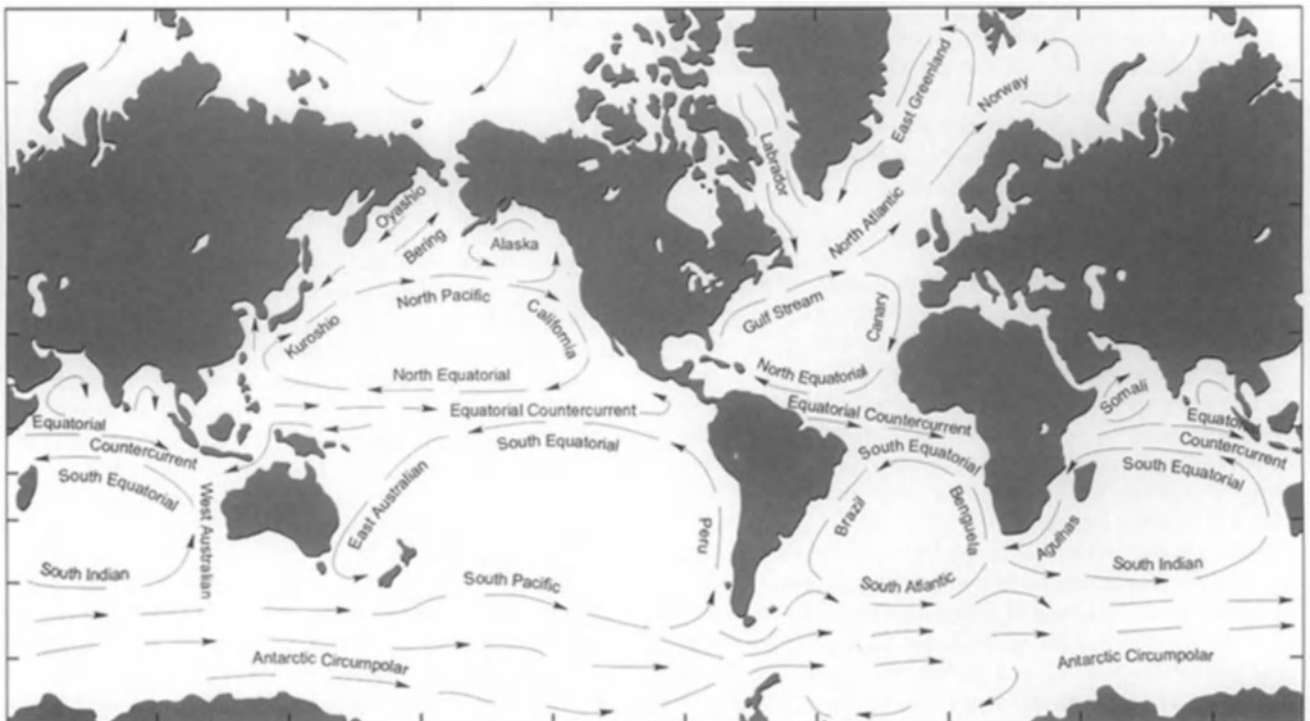 East Greenland
Norway
Labrador
Oyashio
Bering
Alaska
North Atlantic
North Pacific
Kuroshio
California
Gulf Stream
Canary
North Equatorial
North Equatorial
Somali
Equatorial Countercurrent
Equatorial Countercurrent
Equatorial
Countercurrent
Equatorial
Countercurrent
South Equatorial
South Equatorial
South Equatorial
South Equatorial
West Australian
East Australian
Peru
Brazil
Benguela
Agulhas
South Indian
South Pacific
South Atlantic
South Indian
Antarctic Circumpolar
Antarctic Circumpolar